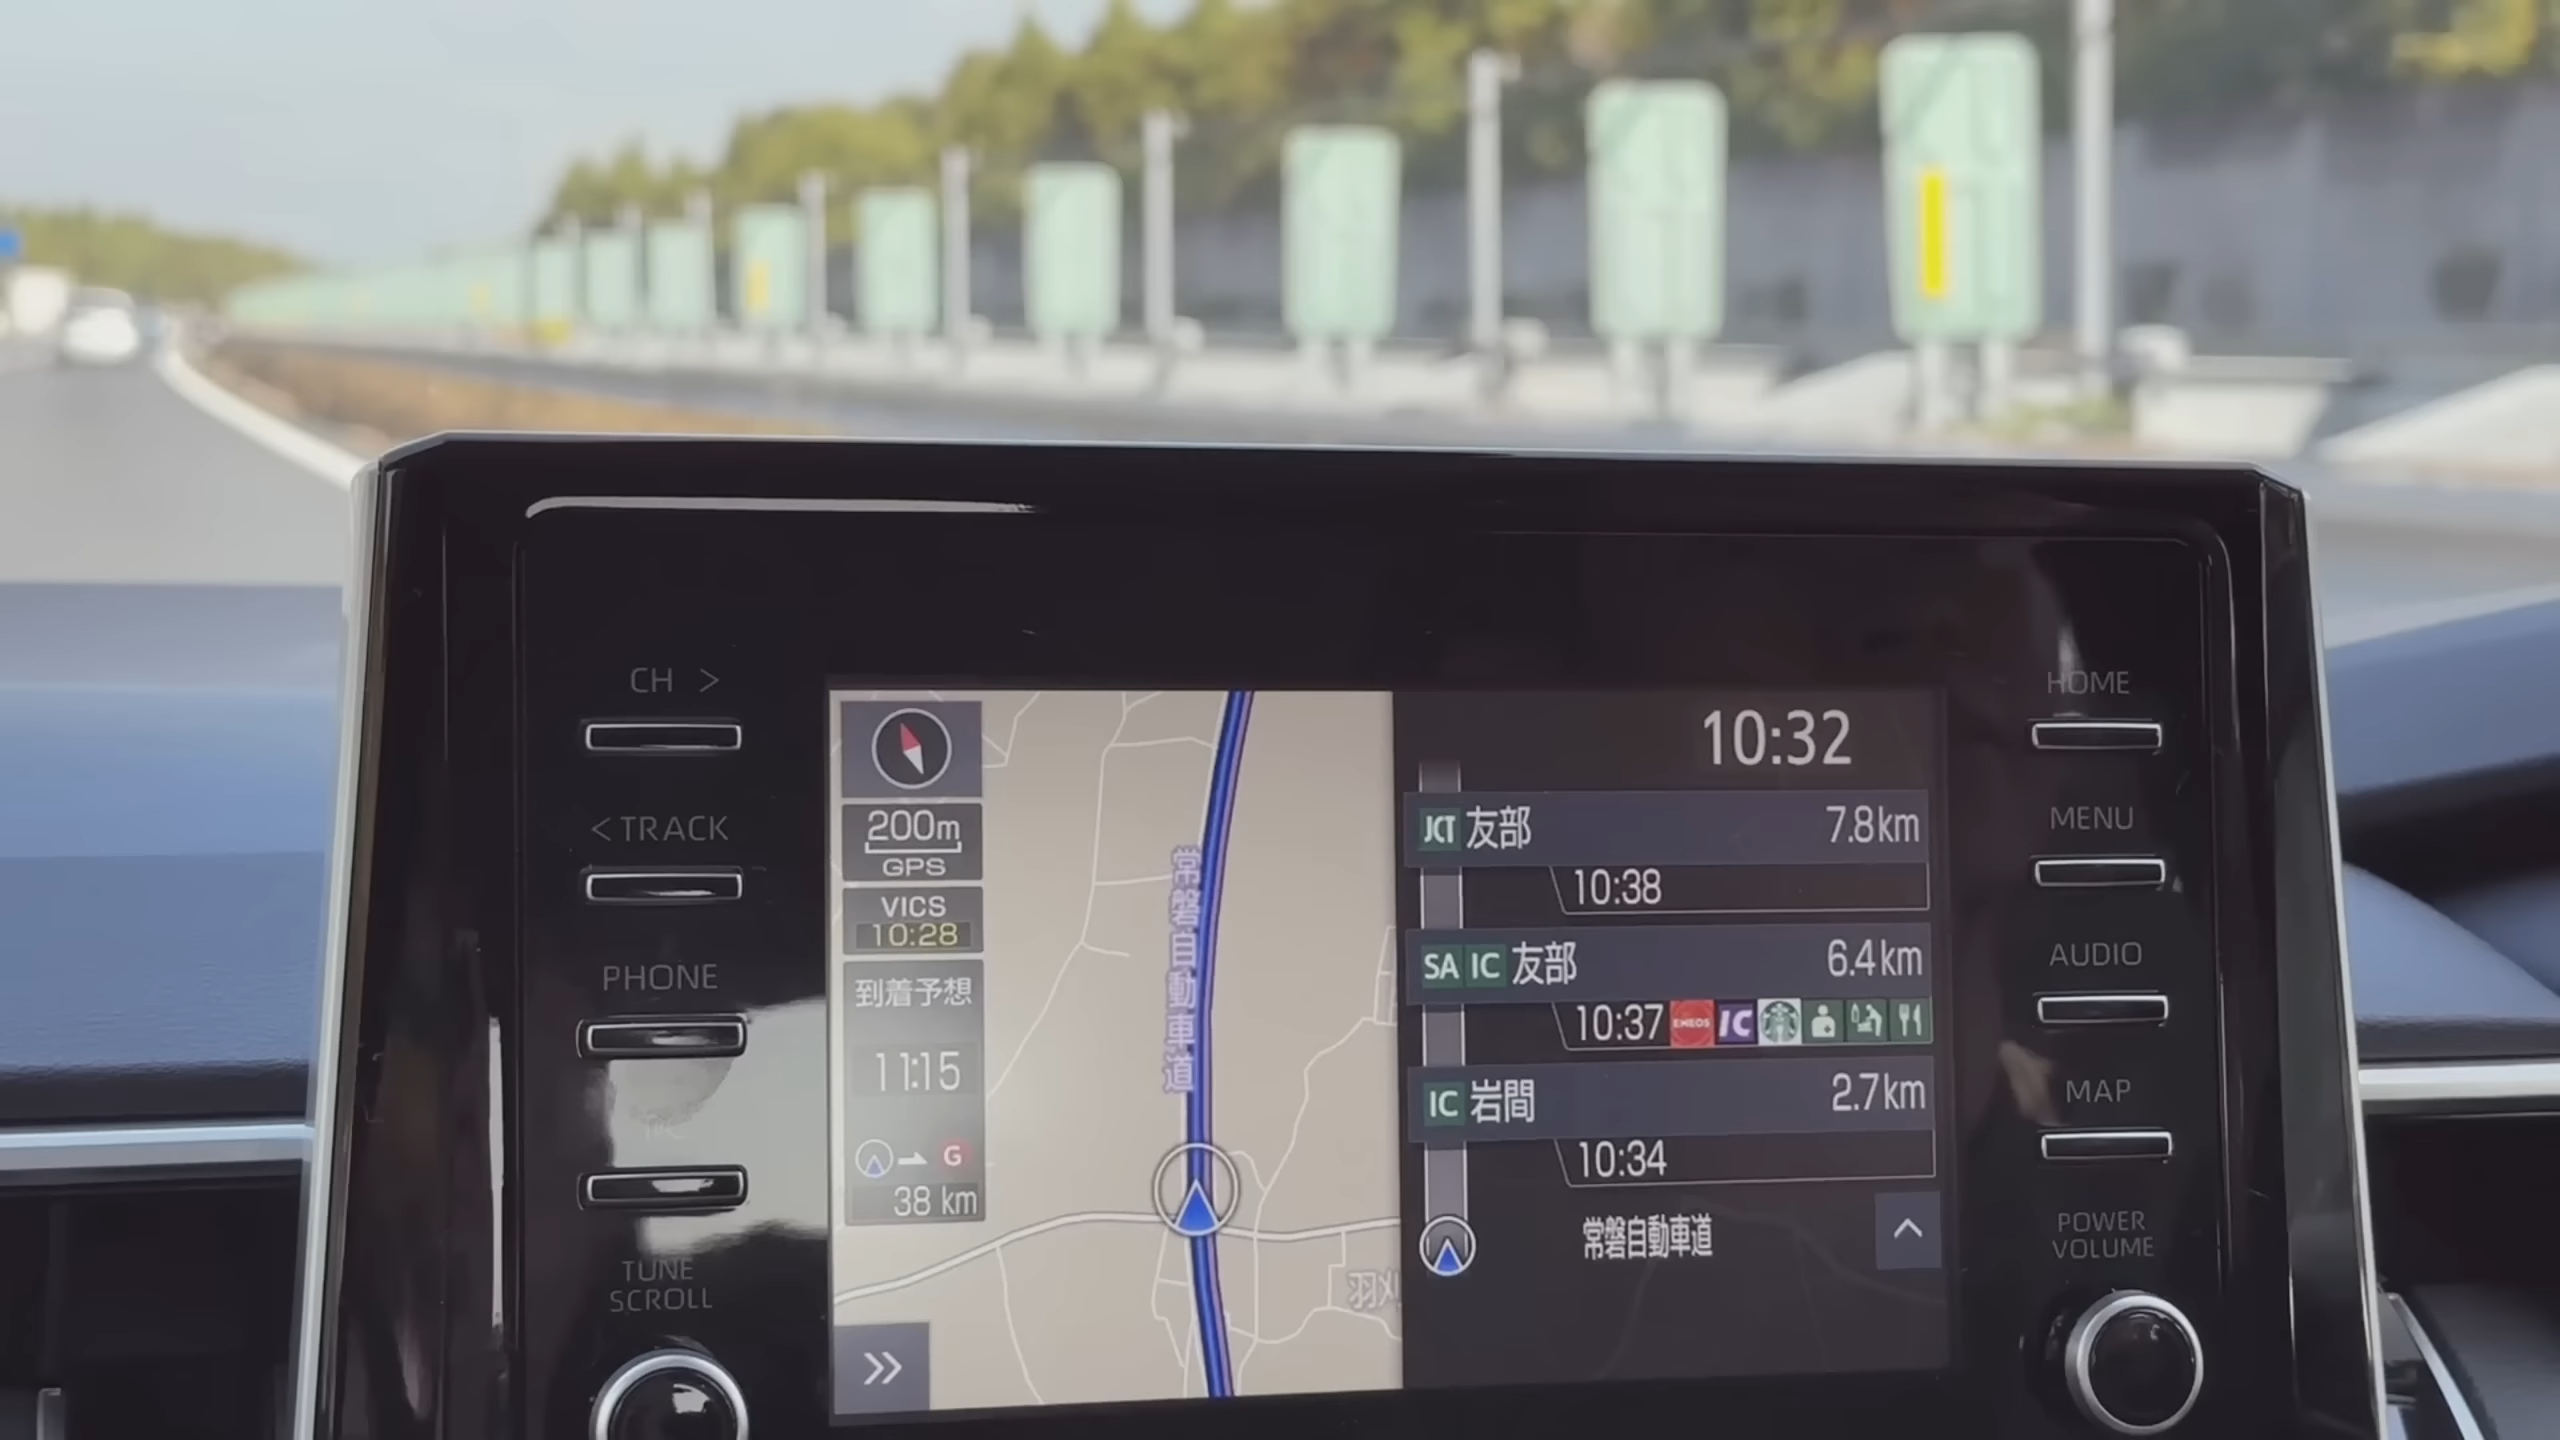 CH >
< TRACK
PHONE
TUNE
SCROLL
200m
GPS
VICS
10:28
到着予想
11:15
G
38 km
常磐自動車道
羽刈
10:32
JCT 友部 7.8km
10:38
SA IC 友部 6.4km
10:37 ENEOS IC
IC 岩間 2.7km
10:34
常磐自動車道
HOME
MENU
AUDIO
MAP
POWER
VOLUME